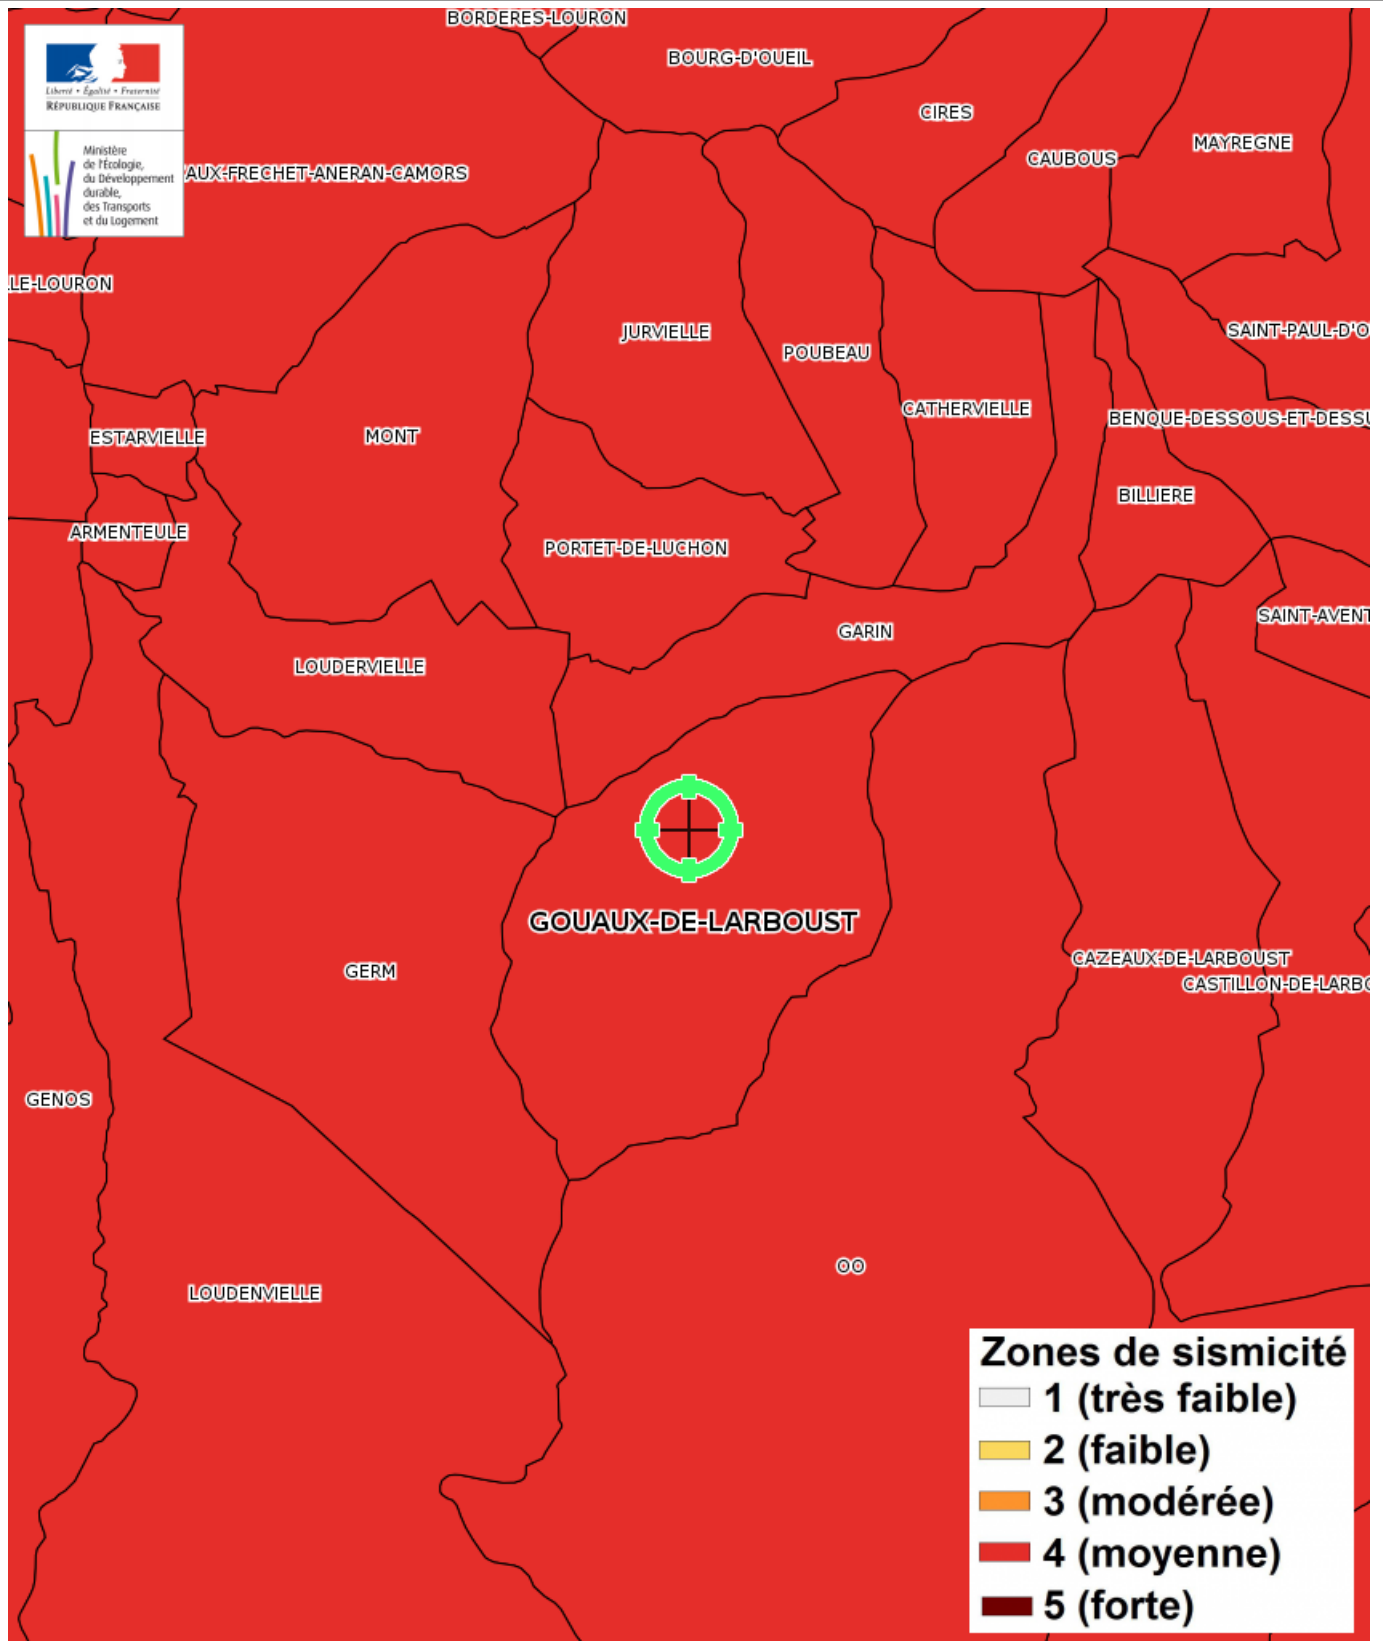 BORDERES-LOURON
BOURG-D'OUEIL
Liberté • Égalité • Fraternité
RÉPUBLIQUE FRANÇAISE
CIRES
MAYREGNE
CAUBOUS
Ministère
de l'Écologie,
du Développement
durable,
des Transports
et du Logement
AUX-FRECHET-ANERAN-CAMORS
LLE-LOURON
JURVIELLE
SAINT-PAUL-D'O
POUBEAU
CATHERVIELLE
BENQUE-DESSOUS-ET-DESSU
ESTARVIELLE
MONT
BILLIERE
ARMENTEULE
PORTET-DE-LUCHON
SAINT-AVENT
GARIN
LOUDERVIELLE
GOUAUX-DE-LARBOUST
CAZEAUX-DE-LARBOUST
GERM
CASTILLON-DE-LARBO
GENOS
OO
LOUDENVIELLE
Zones de sismicité
1 (très faible)
2 (faible)
3 (modérée)
4 (moyenne)
5 (forte)